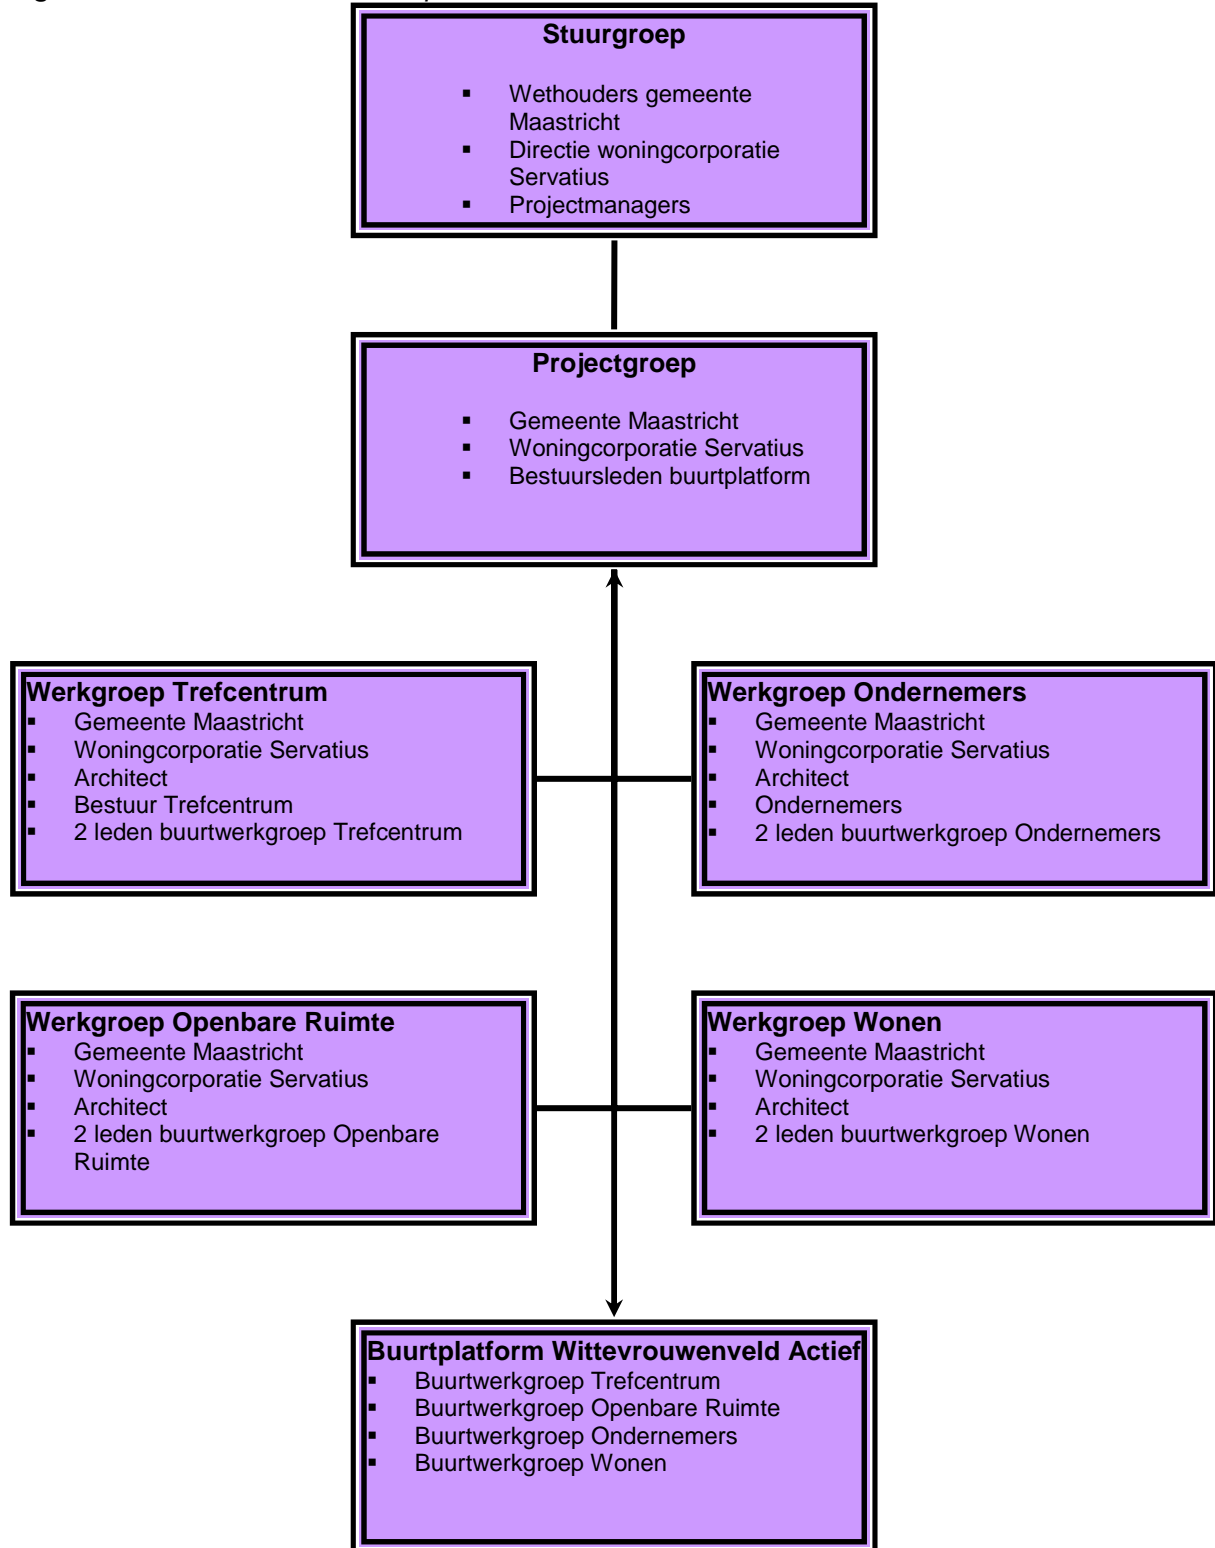 Stuurgroep
▪ Wethouders gemeente
Maastricht
▪ Directie woningcorporatie
Servatius
▪ Projectmanagers
Projectgroep
▪ Gemeente Maastricht
▪ Woningcorporatie Servatius
▪ Bestuursleden buurtplatform
Werkgroep Trefcentrum
▪ Gemeente Maastricht
▪ Woningcorporatie Servatius
▪ Architect
▪ Bestuur Trefcentrum
▪ 2 leden buurtwerkgroep Trefcentrum
Werkgroep Ondernemers
▪ Gemeente Maastricht
▪ Woningcorporatie Servatius
▪ Architect
▪ Ondernemers
▪ 2 leden buurtwerkgroep Ondernemers
Werkgroep Openbare Ruimte
▪ Gemeente Maastricht
▪ Woningcorporatie Servatius
▪ Architect
▪ 2 leden buurtwerkgroep Openbare
Ruimte
Werkgroep Wonen
▪ Gemeente Maastricht
▪ Woningcorporatie Servatius
▪ Architect
▪ 2 leden buurtwerkgroep Wonen
Buurtplatform Wittevrouwenveld Actief
▪ Buurtwerkgroep Trefcentrum
▪ Buurtwerkgroep Openbare Ruimte
▪ Buurtwerkgroep Ondernemers
▪ Buurtwerkgroep Wonen